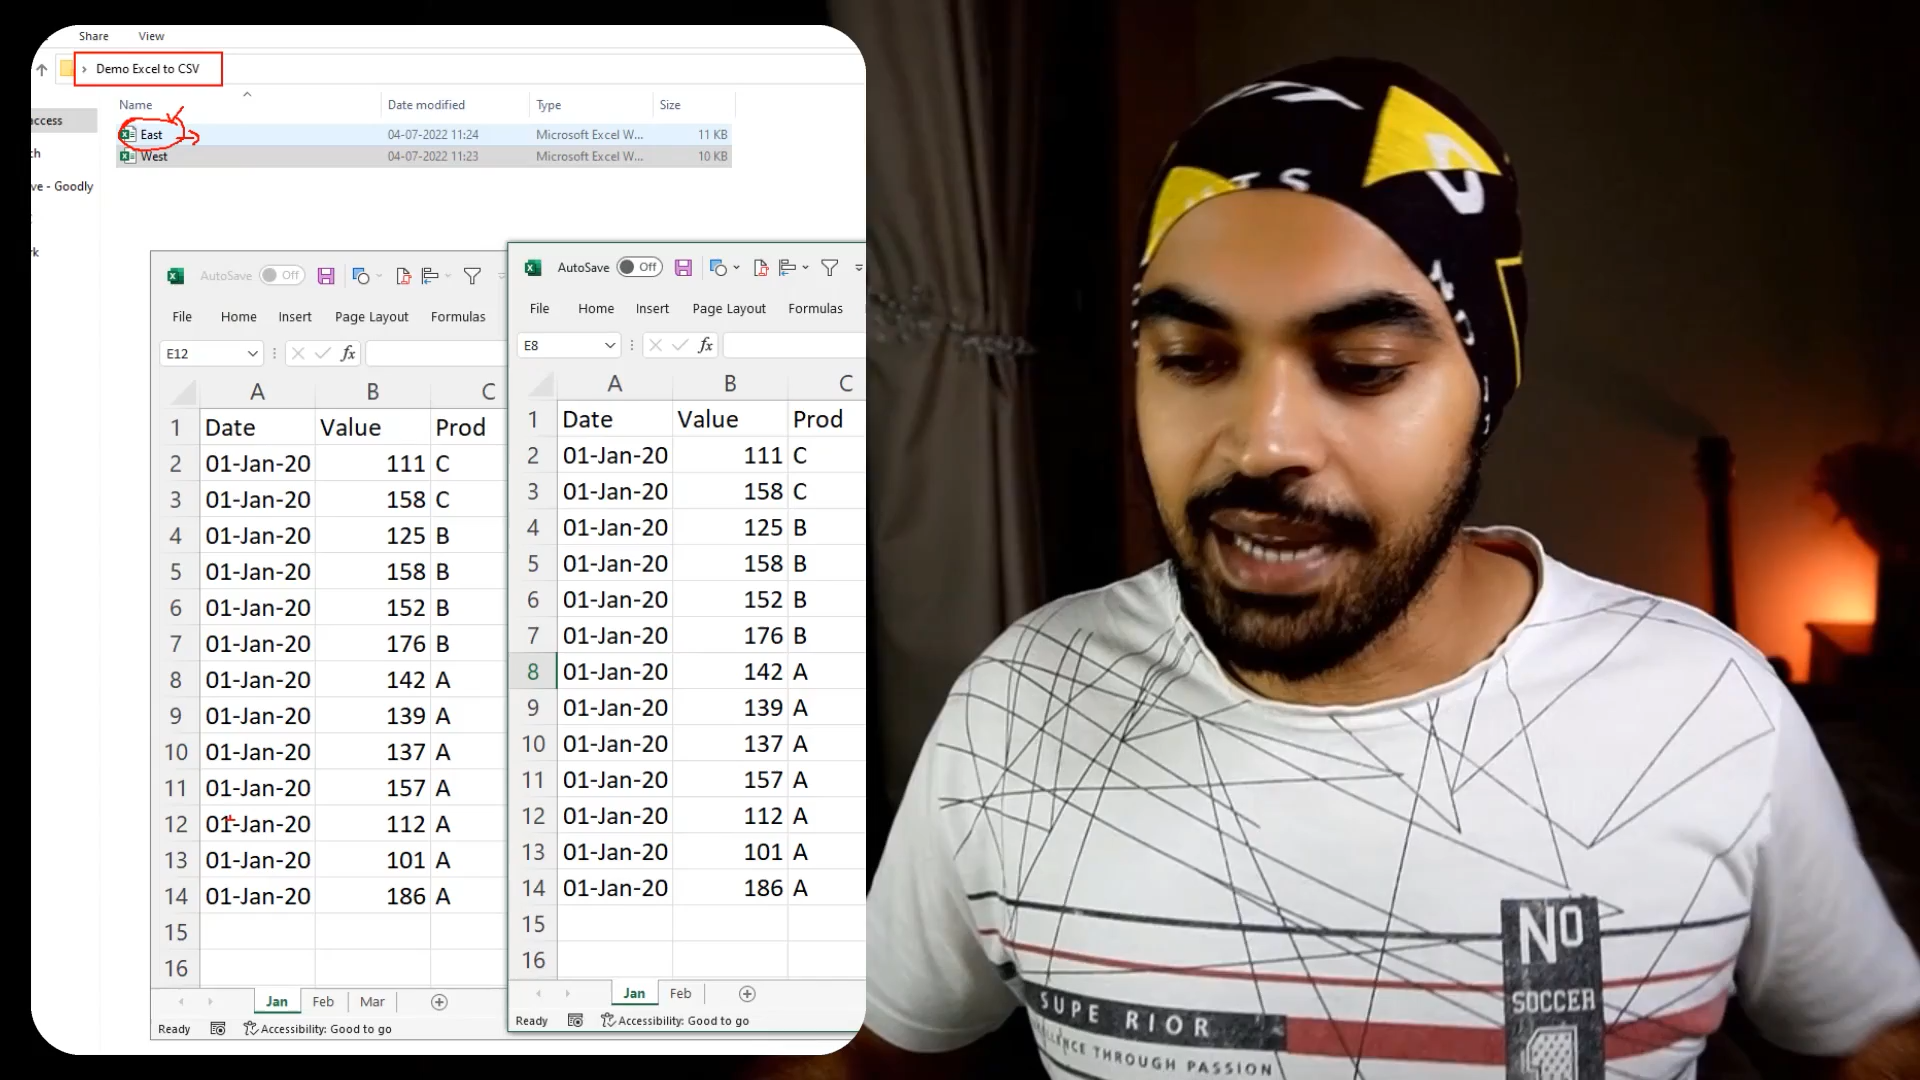 Share View
Demo Excel to CSV
Name Date modified Type Size
access
East 04-07-2022 11:24 Microsoft Excel W... 11 KB
West 04-07-2022 11:23 Microsoft Excel W... 10 KB
ve - Goodly
AutoSave Off
File Home Insert Page Layout Formulas
E12 fx
A B C
1 Date Value Prod
2 01-Jan-20 111 C
3 01-Jan-20 158 C
4 01-Jan-20 125 B
5 01-Jan-20 158 B
6 01-Jan-20 152 B
7 01-Jan-20 176 B
8 01-Jan-20 142 A
9 01-Jan-20 139 A
10 01-Jan-20 137 A
11 01-Jan-20 157 A
12 01-Jan-20 112 A
13 01-Jan-20 101 A
14 01-Jan-20 186 A
15
16
Jan Feb Mar
Ready Accessibility: Good to go
AutoSave Off
File Home Insert Page Layout Formulas
E8 fx
A B C
1 Date Value Prod
2 01-Jan-20 111 C
3 01-Jan-20 158 C
4 01-Jan-20 125 B
5 01-Jan-20 158 B
6 01-Jan-20 152 B
7 01-Jan-20 176 B
8 01-Jan-20 142 A
9 01-Jan-20 139 A
10 01-Jan-20 137 A
11 01-Jan-20 157 A
12 01-Jan-20 112 A
13 01-Jan-20 101 A
14 01-Jan-20 186 A
15
16
Jan Feb
Ready Accessibility: Good to go
NO
SOCCER
1
SUPE RIOR
THROUGH PASSION